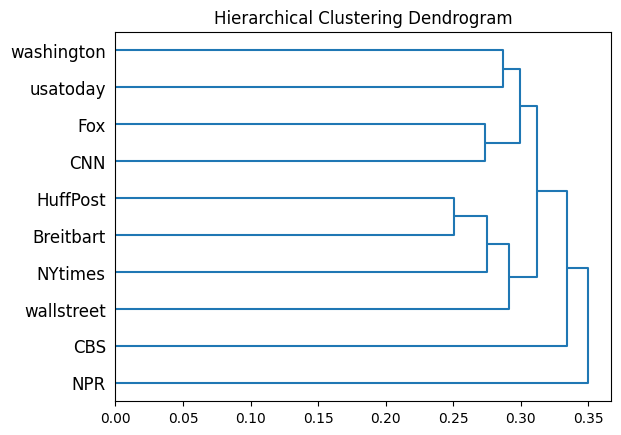 Hierarchical Clustering Dendrogram
washington
usatoday
Fox
CNN
HuffPost
Breitbart
NYtimes
wallstreet
CBS
NPR
0.00 0.05 0.10 0.15 0.20 0.25 0.30 0.35